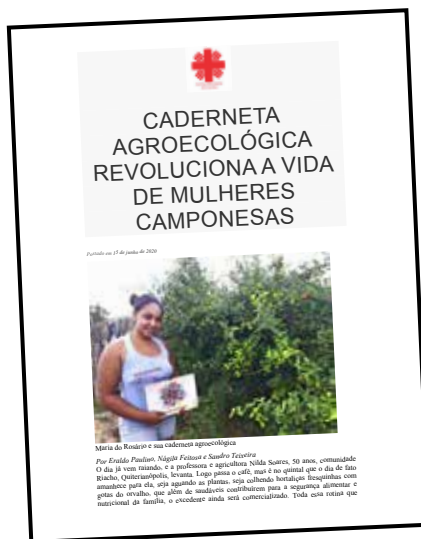 CADERNETA
AGROECOLÓGICA
REVOLUCIONA A VIDA
DE MULHERES
CAMPONESAS
Postado em 15 de junho de 2020
Maria do Rosário e sua caderneta agroecológica
Por Eraldo Paulino, Nágila Feitosa e Sandro Teixeira
O dia já vem raiando, e a professora e agricultora Nilda Soares, 50 anos, comunidade
Riacho, Quiterianópolis, levanta. Logo passa o café, mas é no quintal que o dia de fato
amanhece para ela, seja aguando as plantas, seja colhendo hortaliças fresquinhas com
gotas do orvalho, que além de saudáveis contribuírem para a segurança alimentar e
nutricional da família, o excedente ainda será comercializado. Toda essa rotina que